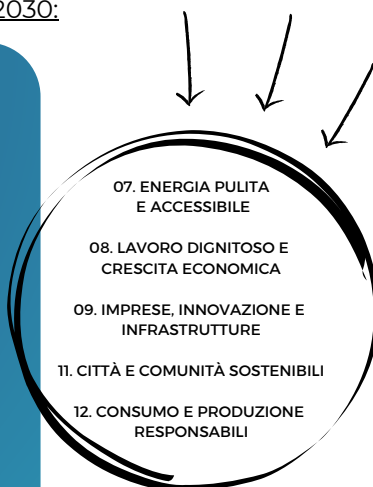 2030:
07. ENERGIA PULITA
E ACCESSIBILE
08. LAVORO DIGNITOSO E
CRESCITA ECONOMICA
09. IMPRESE, INNOVAZIONE E
INFRASTRUTTURE
11. CITTÀ E COMUNITÀ SOSTENIBILI
12. CONSUMO E PRODUZIONE
RESPONSABILI